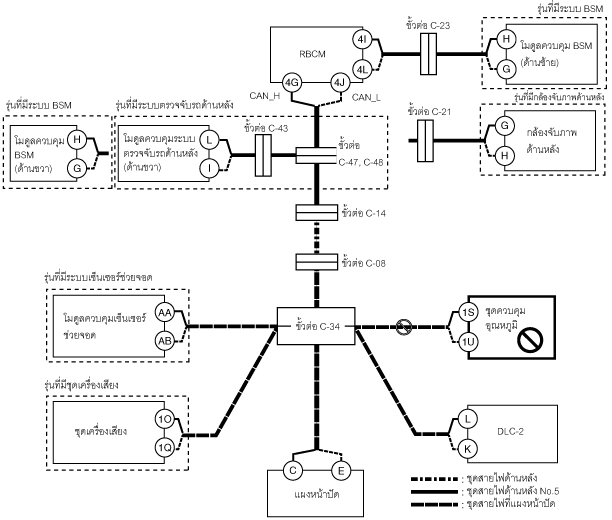 ขั้วต่อ C-23
รุ่นที่มีระบบ BSM
RBCM
4I
4L
4G
4J
CAN_H
CAN_L
H
G
โมดูลควบคุม BSM
(ด้านซ้าย)
รุ่นที่มีระบบ BSM
รุ่นที่มีระบบตรวจจับรถด้านหลัง
ขั้วต่อ C-21
รุ่นที่มีกล้องจับภาพด้านหลัง
โมดูลควบคุม
BSM
(ด้านขวา)
H
G
โมดูลควบคุมระบบ
ตรวจจับรถด้านหลัง
(ด้านขวา)
L
I
ขั้วต่อ C-43
ขั้วต่อ
C-47, C-48
G
H
กล้องจับภาพ
ด้านหลัง
ขั้วต่อ C-14
ขั้วต่อ C-08
รุ่นที่มีระบบเซ็นเซอร์ช่วยจอด
โมดูลควบคุมเซ็นเซอร์
ช่วยจอด
AA
AB
ขั้วต่อ C-34
1S
1U
ชุดควบคุม
อุณหภูมิ
รุ่นที่มีชุดเครื่องเสียง
ชุดเครื่องเสียง
1O
1Q
L
K
DLC-2
C
E
แผงหน้าปัด
: ชุดสายไฟด้านหลัง
: ชุดสายไฟด้านหลัง No.5
: ชุดสายไฟที่แผงหน้าปัด